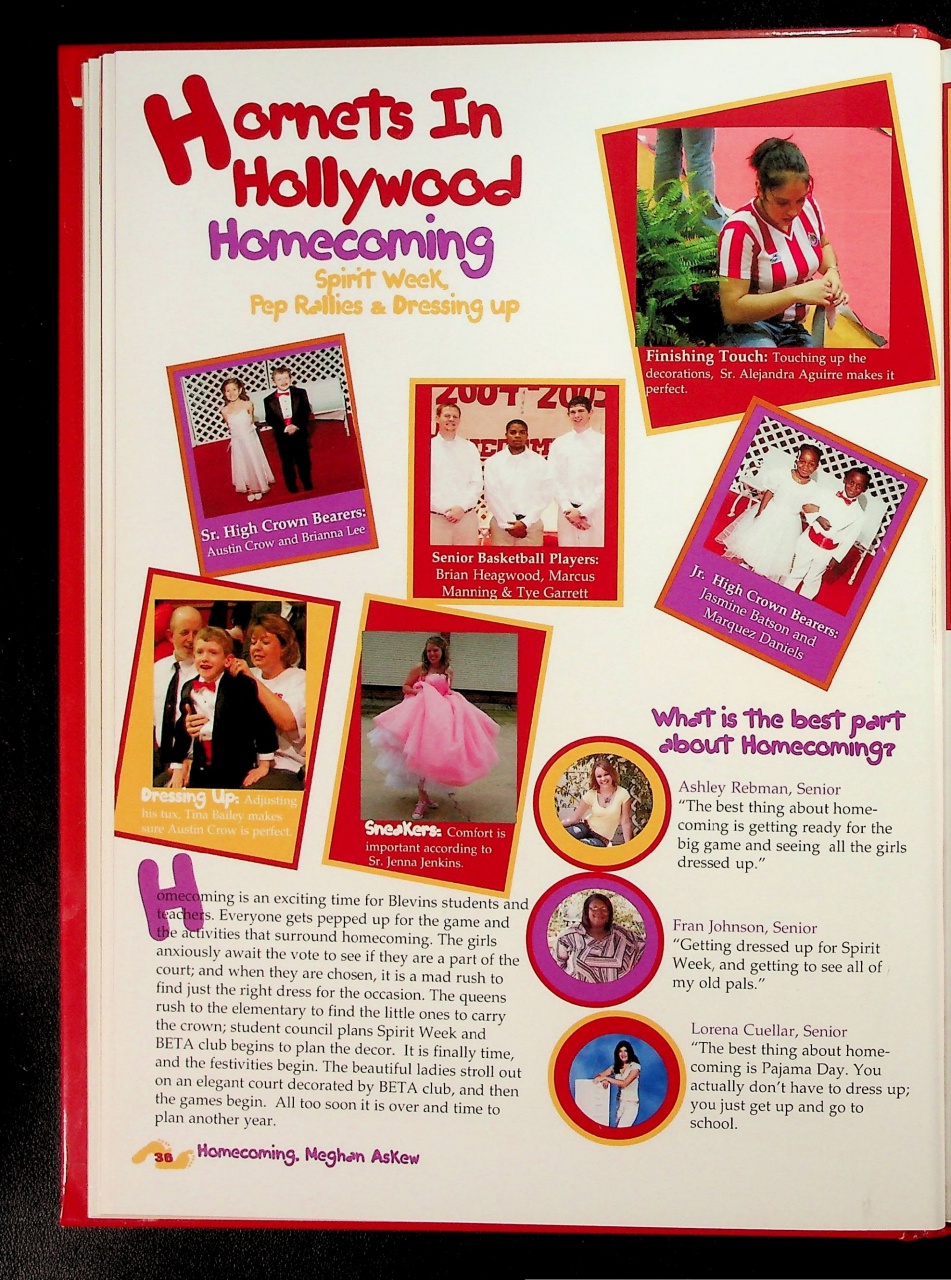 Hornets In
Hollywood
Homecoming
Spirit Week,
Pep Rallies & Dressing up
Finishing Touch: Touching up the
decorations, Sr. Alejandra Aguirre makes it
perfect.
Sr. High Crown Bearers:
Austin Crow and Brianna Lee
2004-2005
Senior Basketball Players:
Brian Heagwood, Marcus
Manning & Tye Garrett
Jr. High Crown Bearers:
Jasmine Batson and
Marquez Daniels
Dressing Up: Adjusting
his tux, Tina Bailey makes
sure Austin Crow is perfect.
Sneakers: Comfort is
important according to
Sr. Jenna Jenkins.
Homecoming is an exciting time for Blevins students and
teachers. Everyone gets pepped up for the game and
the activities that surround homecoming. The girls
anxiously await the vote to see if they are a part of the
court; and when they are chosen, it is a mad rush to
find just the right dress for the occasion. The queens
rush to the elementary to find the little ones to carry
the crown; student council plans Spirit Week and
BETA club begins to plan the decor. It is finally time,
and the festivities begin. The beautiful ladies stroll out
on an elegant court decorated by BETA club, and then
the games begin. All too soon it is over and time to
plan another year.
What is the best part
about Homecoming?
Ashley Rebman, Senior
"The best thing about home-
coming is getting ready for the
big game and seeing all the girls
dressed up."
Fran Johnson, Senior
"Getting dressed up for Spirit
Week, and getting to see all of
my old pals."
Lorena Cuellar, Senior
"The best thing about home-
coming is Pajama Day. You
actually don't have to dress up;
you just get up and go to
school.
36 Homecoming, Meghan Askew